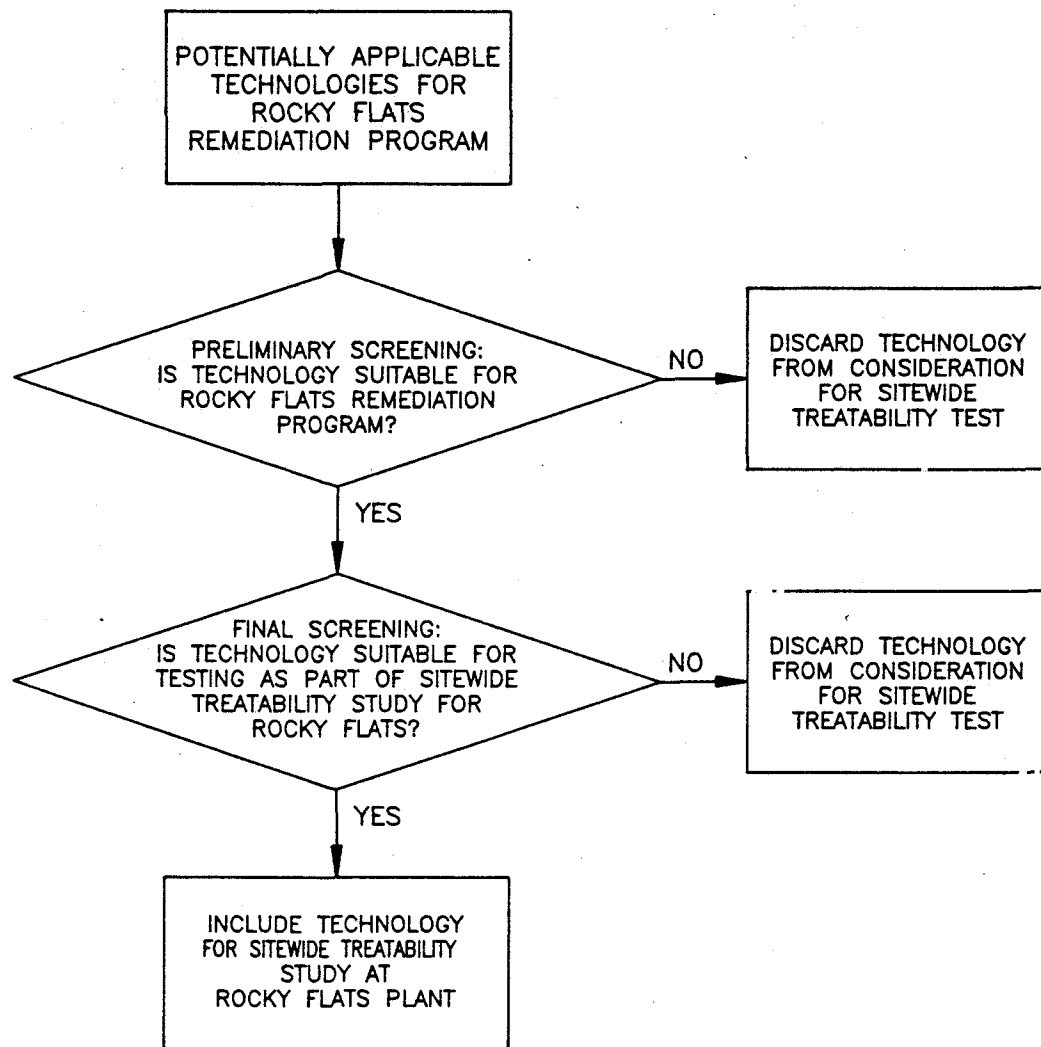 POTENTIALLY APPLICABLE
TECHNOLOGIES FOR
ROCKY FLATS
REMEDIATION PROGRAM
PRELIMINARY SCREENING:
IS TECHNOLOGY SUITABLE FOR
ROCKY FLATS REMEDIATION
PROGRAM?
NO
DISCARD TECHNOLOGY
FROM CONSIDERATION
FOR SITEWIDE
TREATABILITY TEST
YES
FINAL SCREENING:
IS TECHNOLOGY SUITABLE FOR
TESTING AS PART OF SITEWIDE
TREATABILITY STUDY FOR
ROCKY FLATS?
NO
DISCARD TECHNOLOGY
FROM CONSIDERATION
FOR SITEWIDE
TREATABILITY TEST
YES
INCLUDE TECHNOLOGY
FOR SITEWIDE TREATABILITY
STUDY AT
ROCKY FLATS PLANT